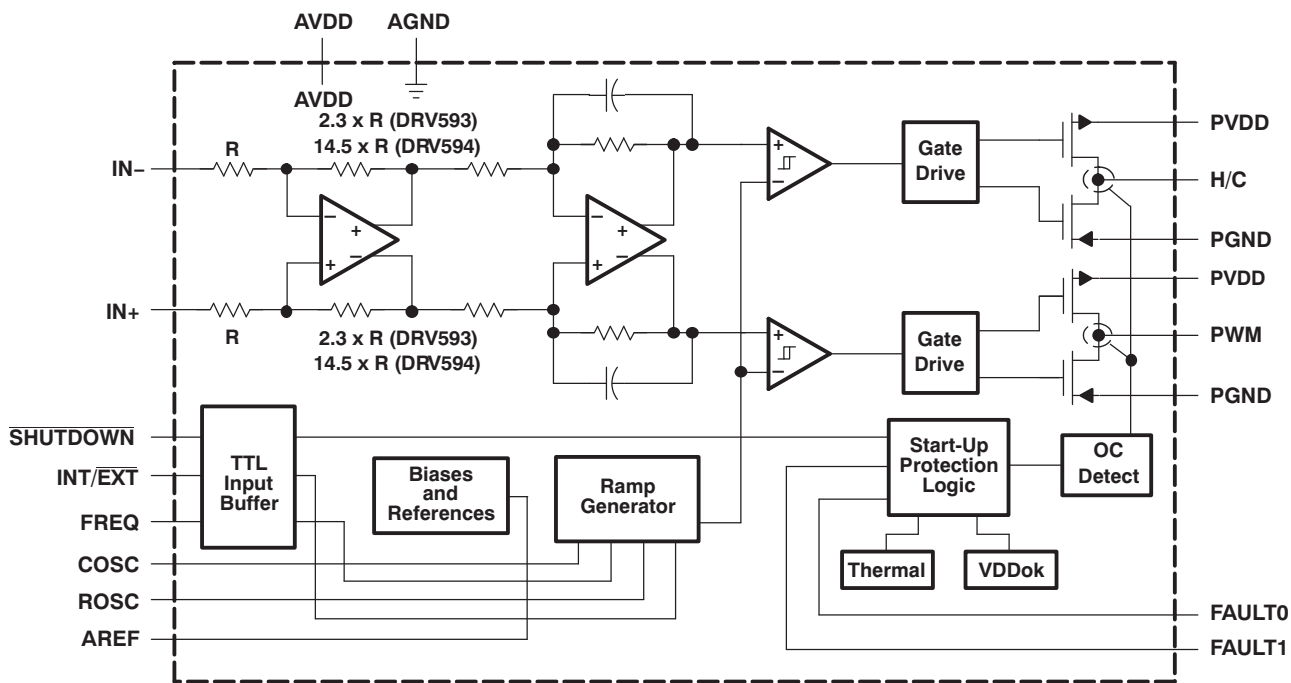 AVDD
AGND
AVDD
2.3 x R (DRV593)
14.5 x R (DRV594)
R
IN−
−
+
+
−
−
+
+
−
+
−
Gate
Drive
PVDD
H/C
PGND
IN+
R
2.3 x R (DRV593)
14.5 x R (DRV594)
+
−
Gate
Drive
PVDD
PWM
PGND
SHUTDOWN
INT/EXT
FREQ
COSC
ROSC
AREF
TTL
Input
Buffer
Biases
and
References
Ramp
Generator
Start-Up
Protection
Logic
OC
Detect
Thermal
VDDok
FAULT0
FAULT1